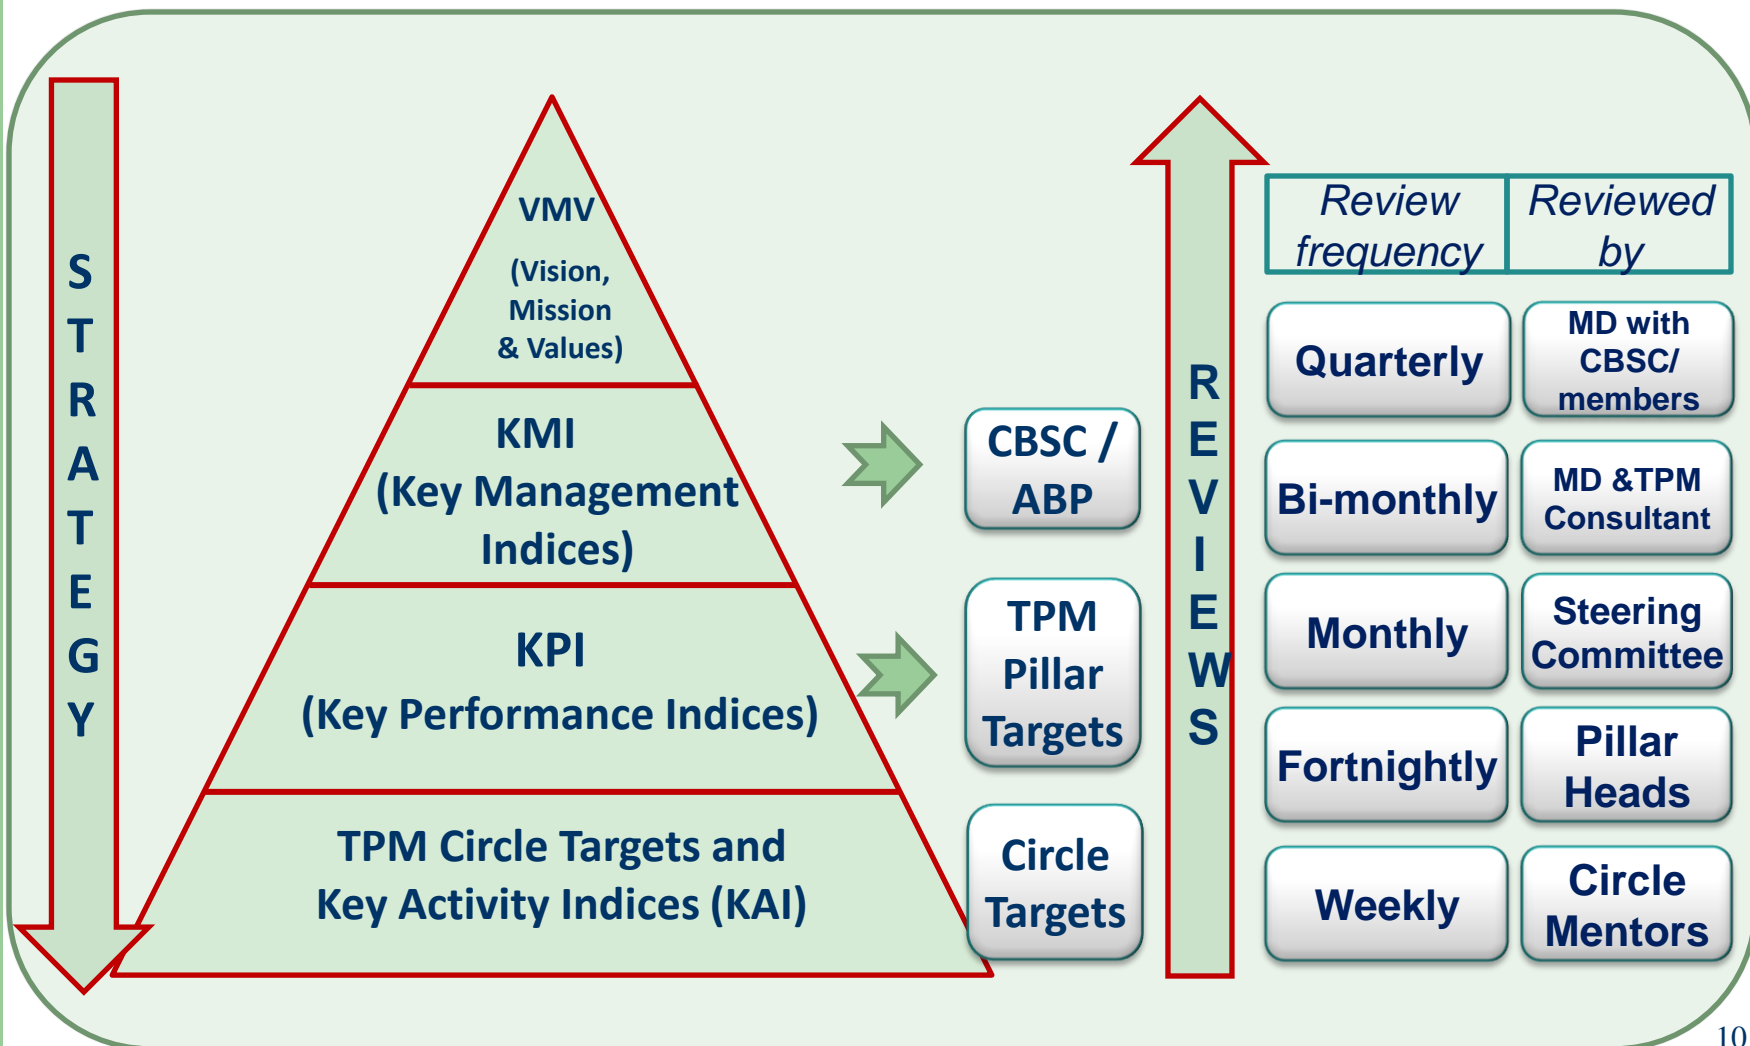 S
T
R
A
T
E
G
Y
VMV
(Vision,
Mission
& Values)
KMI
(Key Management
Indices)
KPI
(Key Performance Indices)
TPM Circle Targets and
Key Activity Indices (KAI)
CBSC /
ABP
TPM
Pillar
Targets
Circle
Targets
R
E
V
I
E
W
S
Review
frequency
Reviewed
by
Quarterly
MD with
CBSC/
members
Bi-monthly
MD &TPM
Consultant
Monthly
Steering
Committee
Fortnightly
Pillar
Heads
Weekly
Circle
Mentors
10